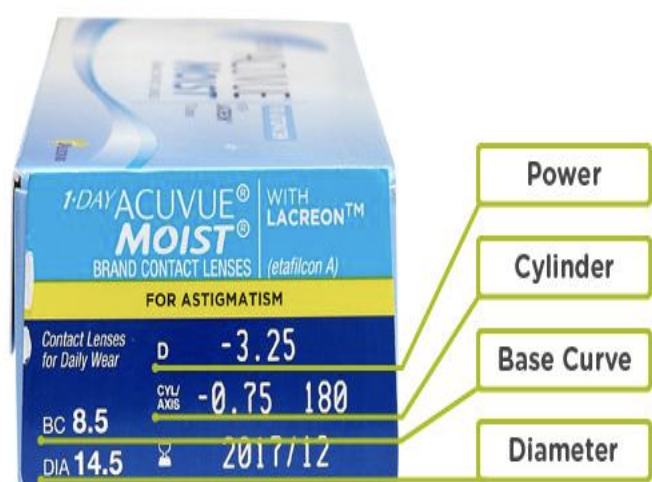 1·DAY ACUVUE® MOIST® WITH LACREON™
BRAND CONTACT LENSES (etafilcon A)
FOR ASTIGMATISM
Contact Lenses
for Daily Wear
D -3.25
CYL/
AXIS -0.75 180
BC 8.5
DIA 14.5
2017/12
Power
Cylinder
Base Curve
Diameter